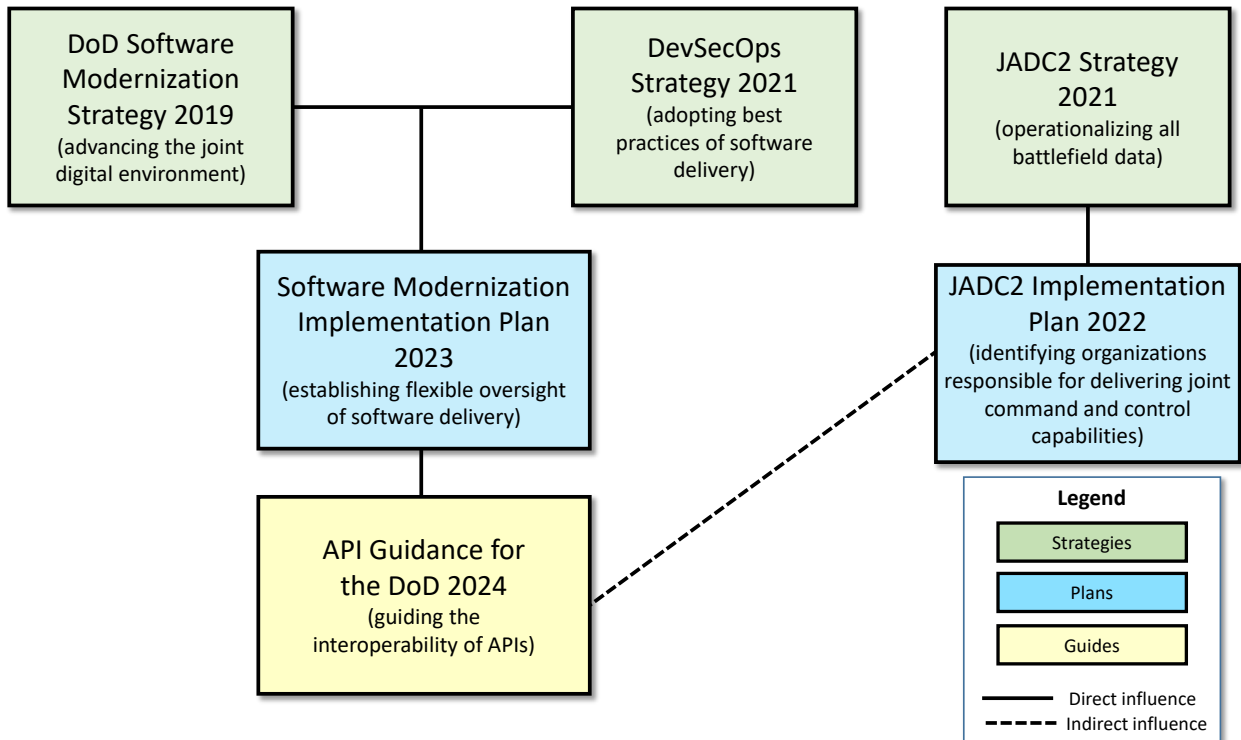 DoD Software
Modernization
Strategy 2019
(advancing the joint
digital environment)
DevSecOps
Strategy 2021
(adopting best
practices of software
delivery)
JADC2 Strategy
2021
(operationalizing all
battlefield data)
Software Modernization
Implementation Plan
2023
(establishing flexible oversight
of software delivery)
JADC2 Implementation
Plan 2022
(identifying organizations
responsible for delivering joint
command and control
capabilities)
API Guidance for
the DoD 2024
(guiding the
interoperability of APIs)
Legend
Strategies
Plans
Guides
Direct influence
Indirect influence